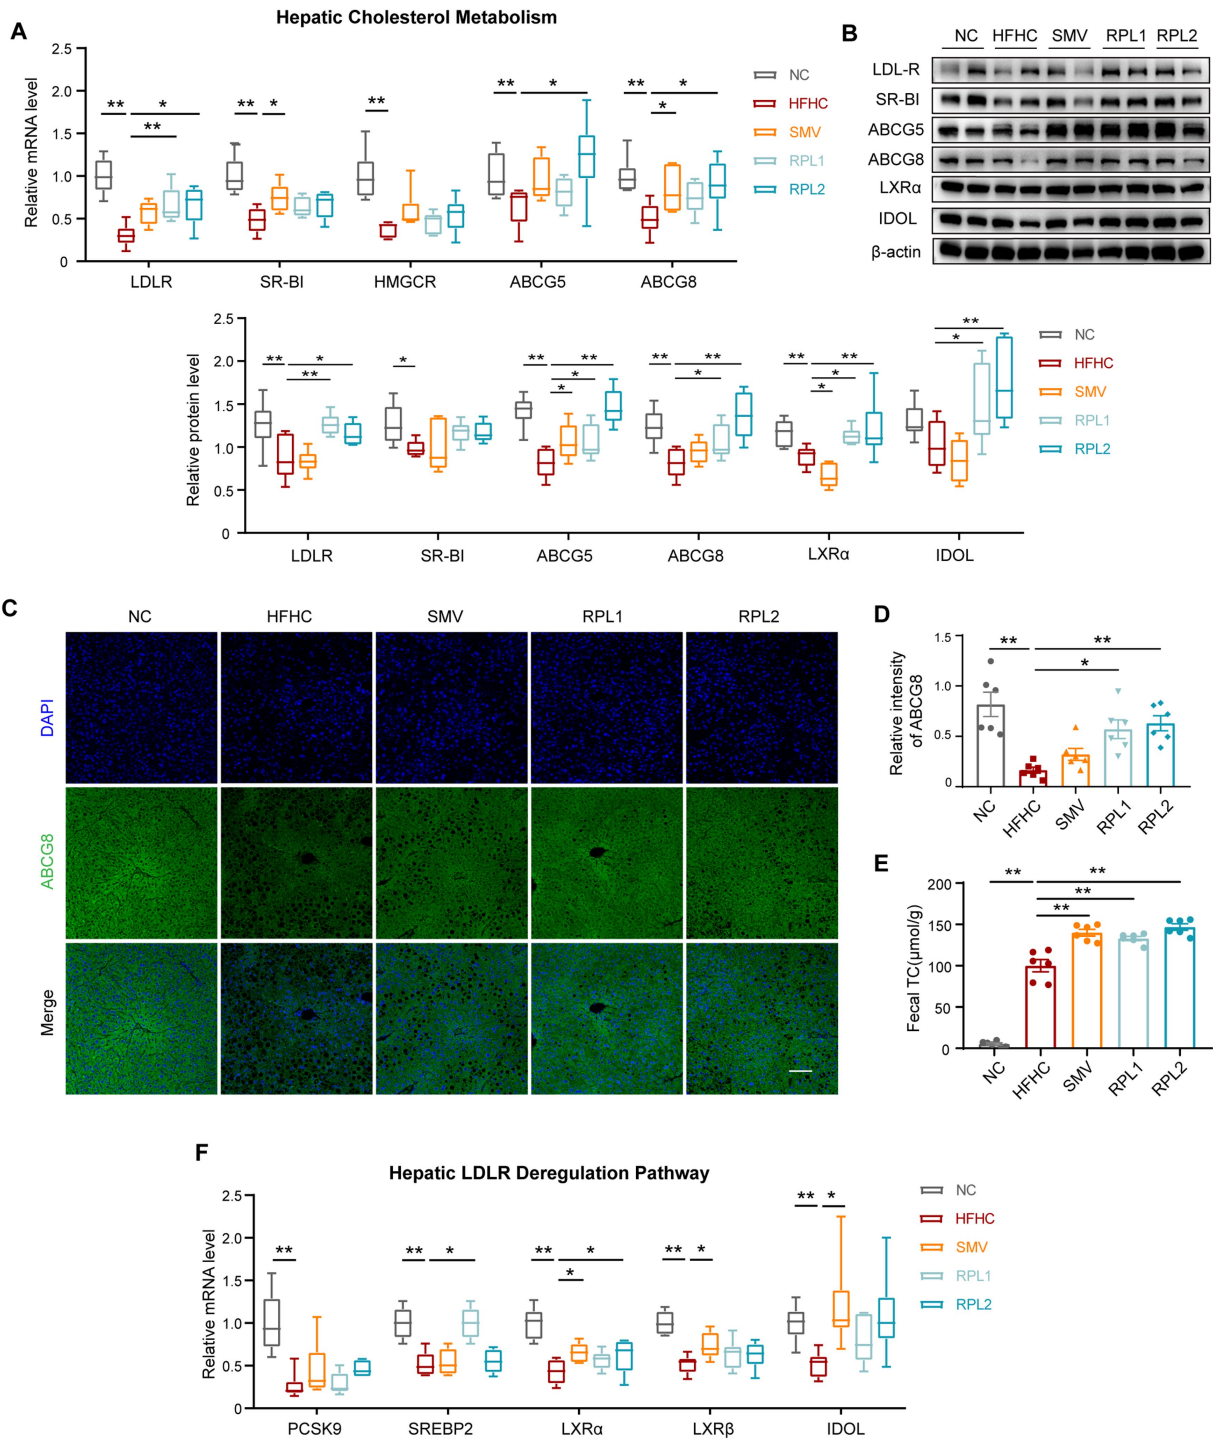 A
Hepatic Cholesterol Metabolism
Relative mRNA level
2.5
2.0
1.5
1.0
0.5
0
** * **
** *
**
** *
** * *
LDLR SR-BI HMGCR ABCG5 ABCG8
NC
HFHC
SMV
RPL1
RPL2
B
NC HFHC SMV RPL1 RPL2
LDL-R
SR-BI
ABCG5
ABCG8
LXRα
IDOL
β-actin
Relative protein level
2.5
2.0
1.5
1.0
0.5
0
** * **
*
** ** * *
** ** *
** ** * *
** *
LDLR SR-BI ABCG5 ABCG8 LXRα IDOL
NC
HFHC
SMV
RPL1
RPL2
C
NC HFHC SMV RPL1 RPL2
DAPI
ABCG8
Merge
D
Relative intensity
of ABCG8
1.5
1.0
0.5
0
** ** *
NC HFHC SMV RPL1 RPL2
E
Fecal TC(μmol/g)
200
150
100
50
0
** ** ** **
NC HFHC SMV RPL1 RPL2
F
Hepatic LDLR Deregulation Pathway
Relative mRNA level
2.5
2.0
1.5
1.0
0.5
0
**
** *
** * *
** *
** *
PCSK9 SREBP2 LXRα LXRβ IDOL
NC
HFHC
SMV
RPL1
RPL2